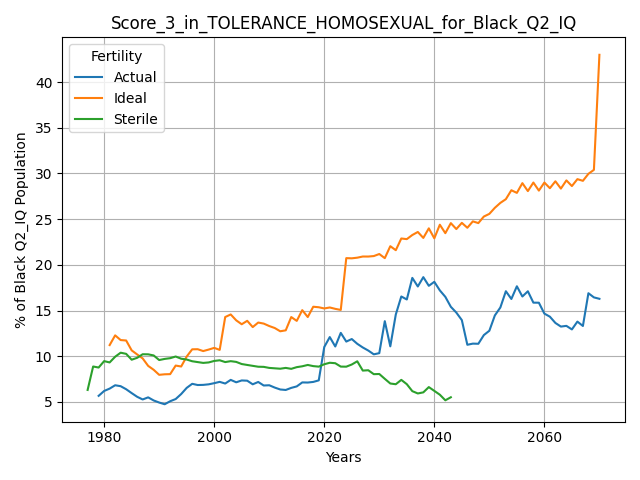 Score_3_in_TOLERANCE_HOMOSEXUAL_for_Black_Q2_IQ
Fertility
Actual
Ideal
Sterile
% of Black Q2_IQ Population
40
35
30
25
20
15
10
5
1980 2000 2020 2040 2060
Years